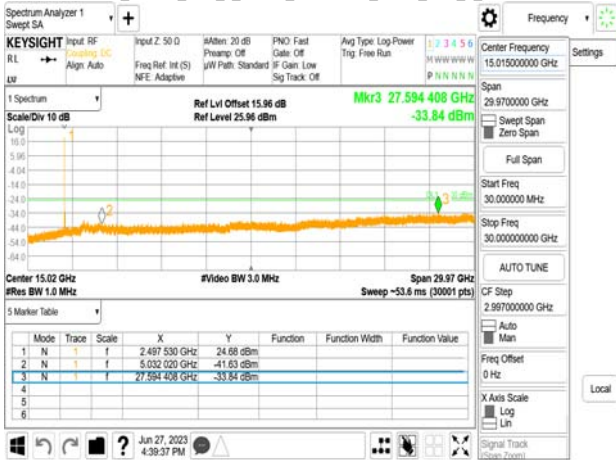 Spectrum Analyzer 1
Swept SA
Frequency
KEYSIGHT
RL
Input: RF
Coupling: DC
Align: Auto
Input Z: 50 Ω
Freq Ref: Int (S)
NFE: Adaptive
#Atten: 20 dB
Preamp: Off
µW Path: Standard
PNO: Fast
Gate: Off
IF Gain: Low
Sig Track: Off
Avg Type: Log-Power
Trig: Free Run
1 2 3 4 5 6
M W W W W W
P N N N N N
Center Frequency
15.015000000 GHz
Settings
1 Spectrum
Scale/Div 10 dB
Ref Lvl Offset 15.96 dB
Ref Level 25.96 dBm
Mkr3 27.594 408 GHz
-33.84 dBm
Span
29.9700000 GHz
Swept Span
Zero Span
Full Span
Log
16.0
5.96
-4.04
-14.0
-24.0
-34.0
-44.0
-54.0
-64.0
1
2
3
Start Freq
30.000000 MHz
Stop Freq
30.000000000 GHz
AUTO TUNE
Center 15.02 GHz
#Res BW 1.0 MHz
#Video BW 3.0 MHz
Span 29.97 GHz
Sweep ~53.6 ms (30001 pts)
CF Step
2.997000000 GHz
Auto
Man
5 Marker Table
Mode Trace Scale X Y Function Function Width Function Value
1 N 1 f 2.497 530 GHz 24.68 dBm
2 N 1 f 5.032 020 GHz -41.63 dBm
3 N 1 f 27.594 408 GHz -33.84 dBm
4
5
6
Freq Offset
0 Hz
X Axis Scale
Log
Lin
Local
Signal Track
(Span Zoom)
?
Jun 27, 2023
4:39:37 PM